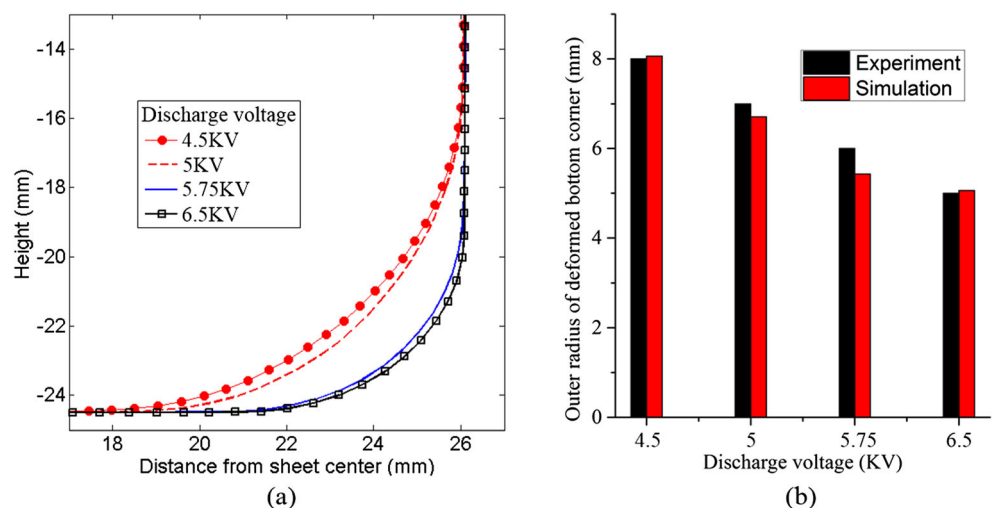 -14
-16
-18
-20
-22
-24
Height (mm)
Discharge voltage
4.5KV
5KV
5.75KV
6.5KV
18
20
22
24
26
Distance from sheet center (mm)
(a)
Outer radius of deformed bottom corner (mm)
8
6
4
2
0
Experiment
Simulation
4.5
5
5.75
6.5
Discharge voltage (KV)
(b)